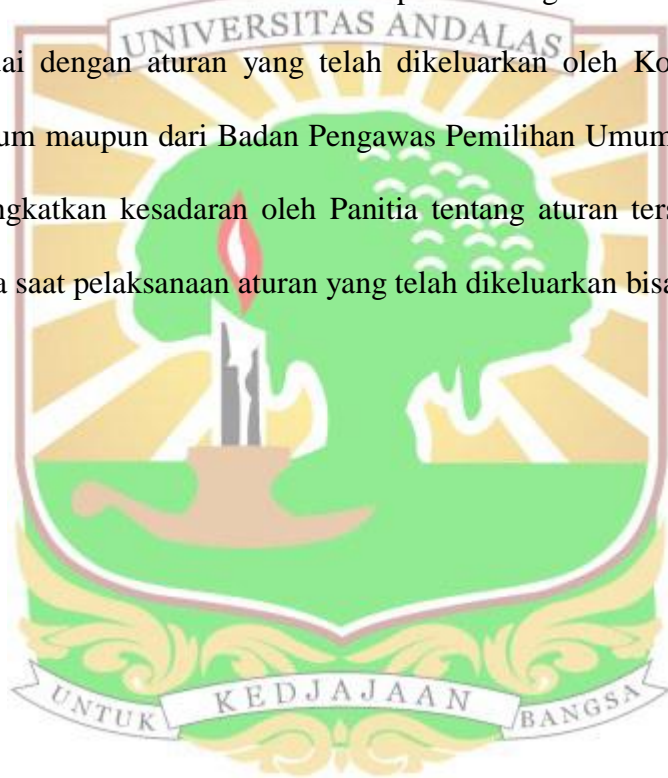 UNIVERSITAS ANDALAS
ai dengan aturan yang telah dikeluarkan oleh Ko
um maupun dari Badan Pengawas Pemilihan Umum
ngkatkan kesadaran oleh Panitia tentang aturan ters
a saat pelaksanaan aturan yang telah dikeluarkan bisa
UNTUK KEDJAJAAN BANGSA